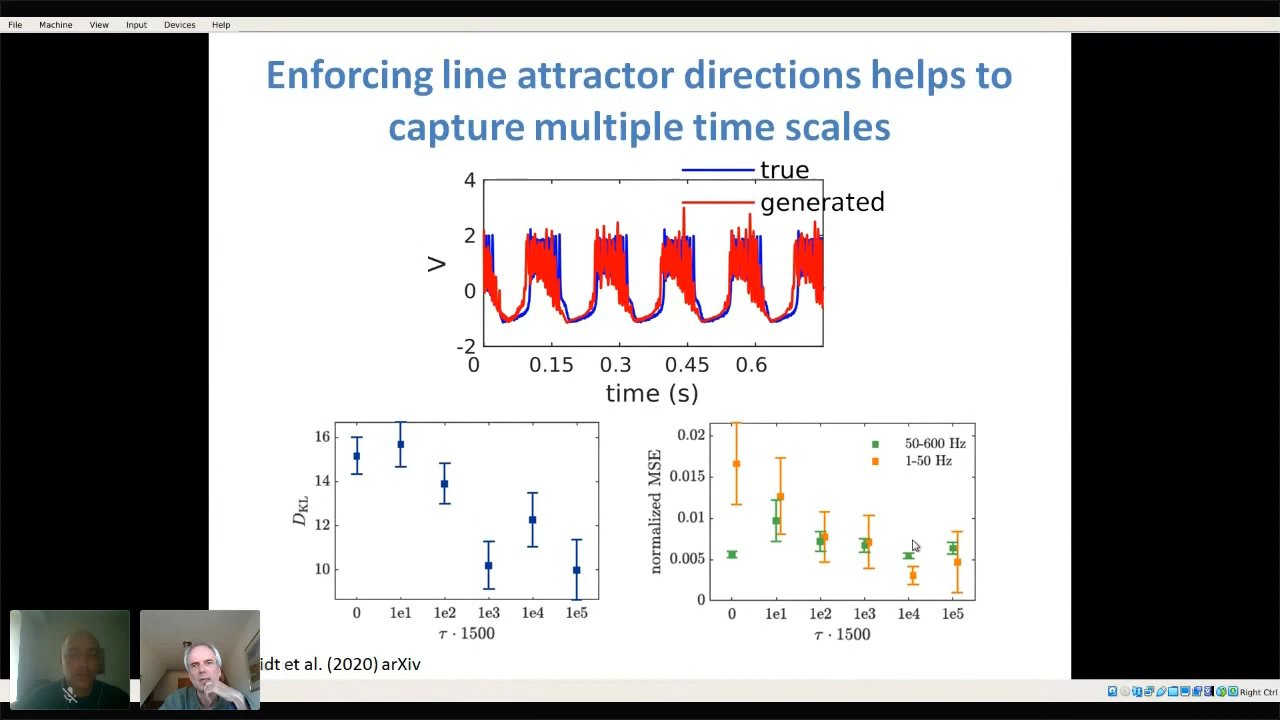 File Machine View Input Devices Help
Enforcing line attractor directions helps to
capture multiple time scales
true
generated
4
2
0
-2
V
0 0.15 0.3 0.45 0.6
time (s)
16
14
12
10
D_KL
0 1e1 1e2 1e3 1e4 1e5
τ · 1500
50-600 Hz
1-50 Hz
0.02
0.015
0.01
0.005
0
normalized MSE
0 1e1 1e2 1e3 1e4 1e5
τ · 1500
idt et al. (2020) arXiv
Right Ctrl